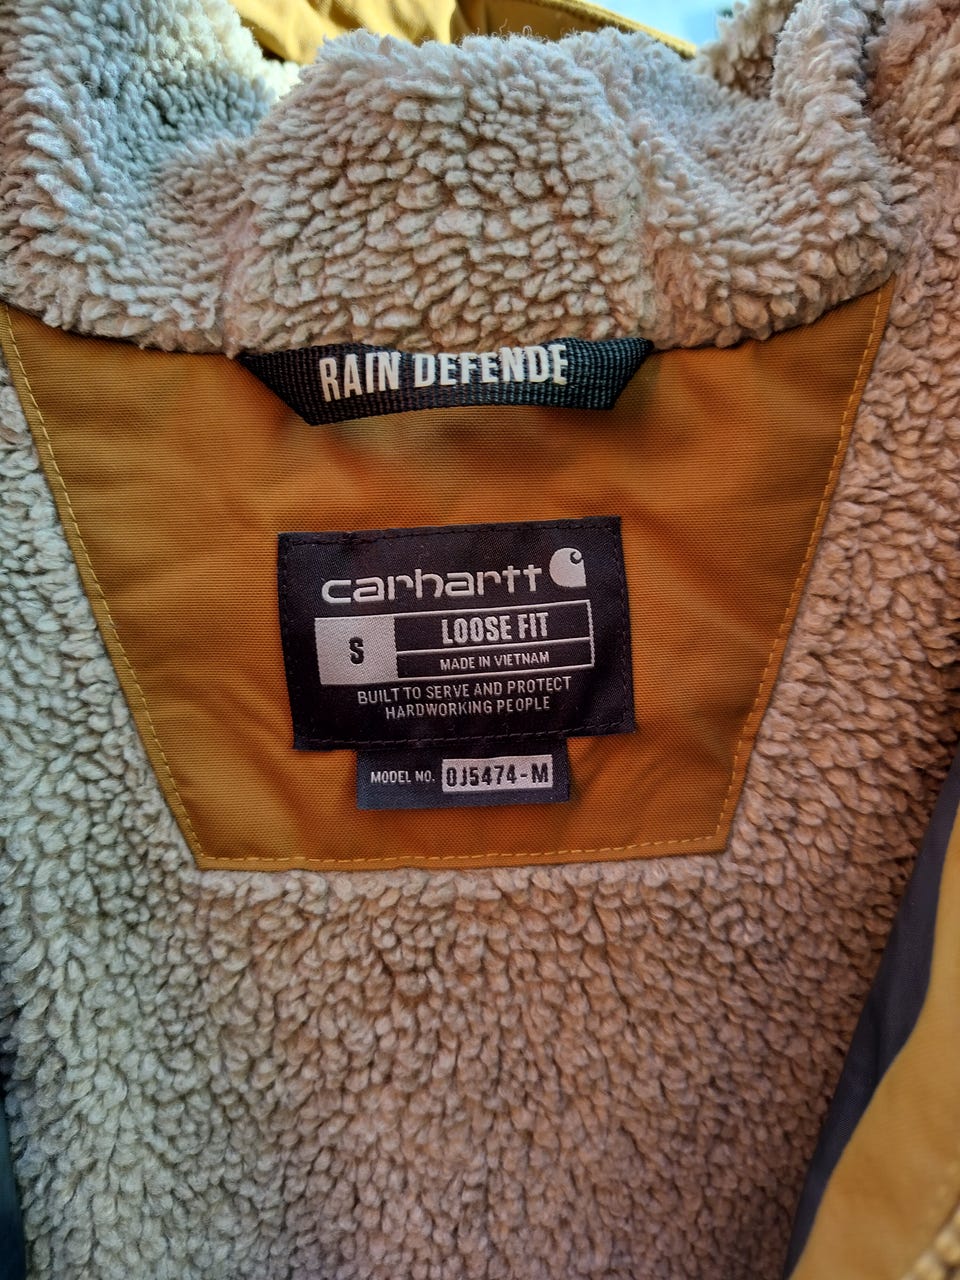 RAIN DEFENDE
carhartt
S
LOOSE FIT
MADE IN VIETNAM
BUILT TO SERVE AND PROTECT
HARDWORKING PEOPLE
MODEL NO. OJ5474-M